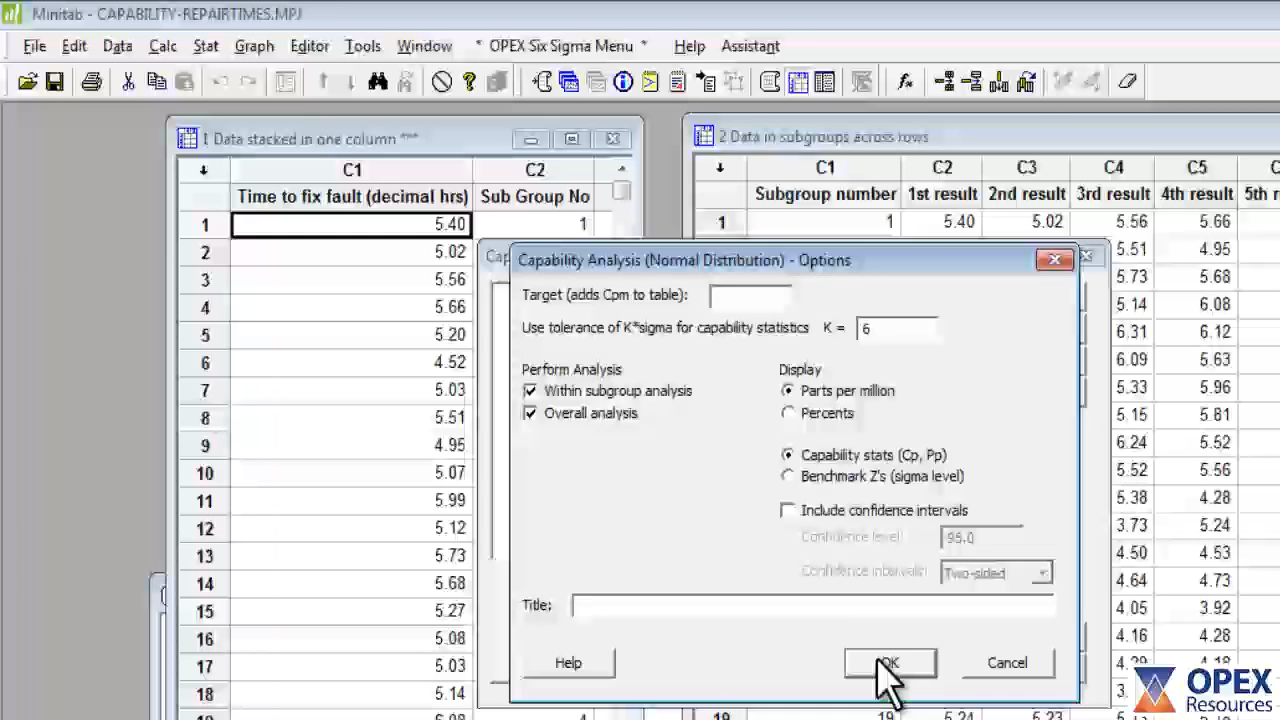 Minitab - CAPABILITY-REPAIRTIMES.MPJ
File Edit Data Calc Stat Graph Editor Tools Window * OPEX Six Sigma Menu * Help Assistant
1 Data stacked in one column ***
C1 C2
Time to fix fault (decimal hrs) Sub Group No
1 5.40 1
2 5.02
3 5.56
4 5.66
5 5.20
6 4.52
7 5.03
8 5.51
9 4.95
10 5.07
11 5.99
12 5.12
13 5.73
14 5.68
15 5.27
16 5.08
17 5.03
18 5.14
2 Data in subgroups across rows
C1 C2 C3 C4 C5
Subgroup number 1st result 2nd result 3rd result 4th result 5th r
1 1 5.40 5.02 5.56 5.66
5.51 4.95
5.73 5.68
5.14 6.08
6.31 6.12
6.09 5.63
5.33 5.96
5.15 5.81
6.24 5.52
5.52 5.56
5.38 4.28
3.73 5.24
4.50 4.53
4.64 4.73
4.05 3.92
4.16 4.28
Cap
Capability Analysis (Normal Distribution) - Options
Target (adds Cpm to table):
Use tolerance of K*sigma for capability statistics K = 6
Perform Analysis
Within subgroup analysis
Overall analysis
Display
Parts per million
Percents
Capability stats (Cp, Pp)
Benchmark Z's (sigma level)
Include confidence intervals
Confidence level: 95.0
Confidence intervals: Two-sided
Title:
Help OK Cancel
OPEX
Resources